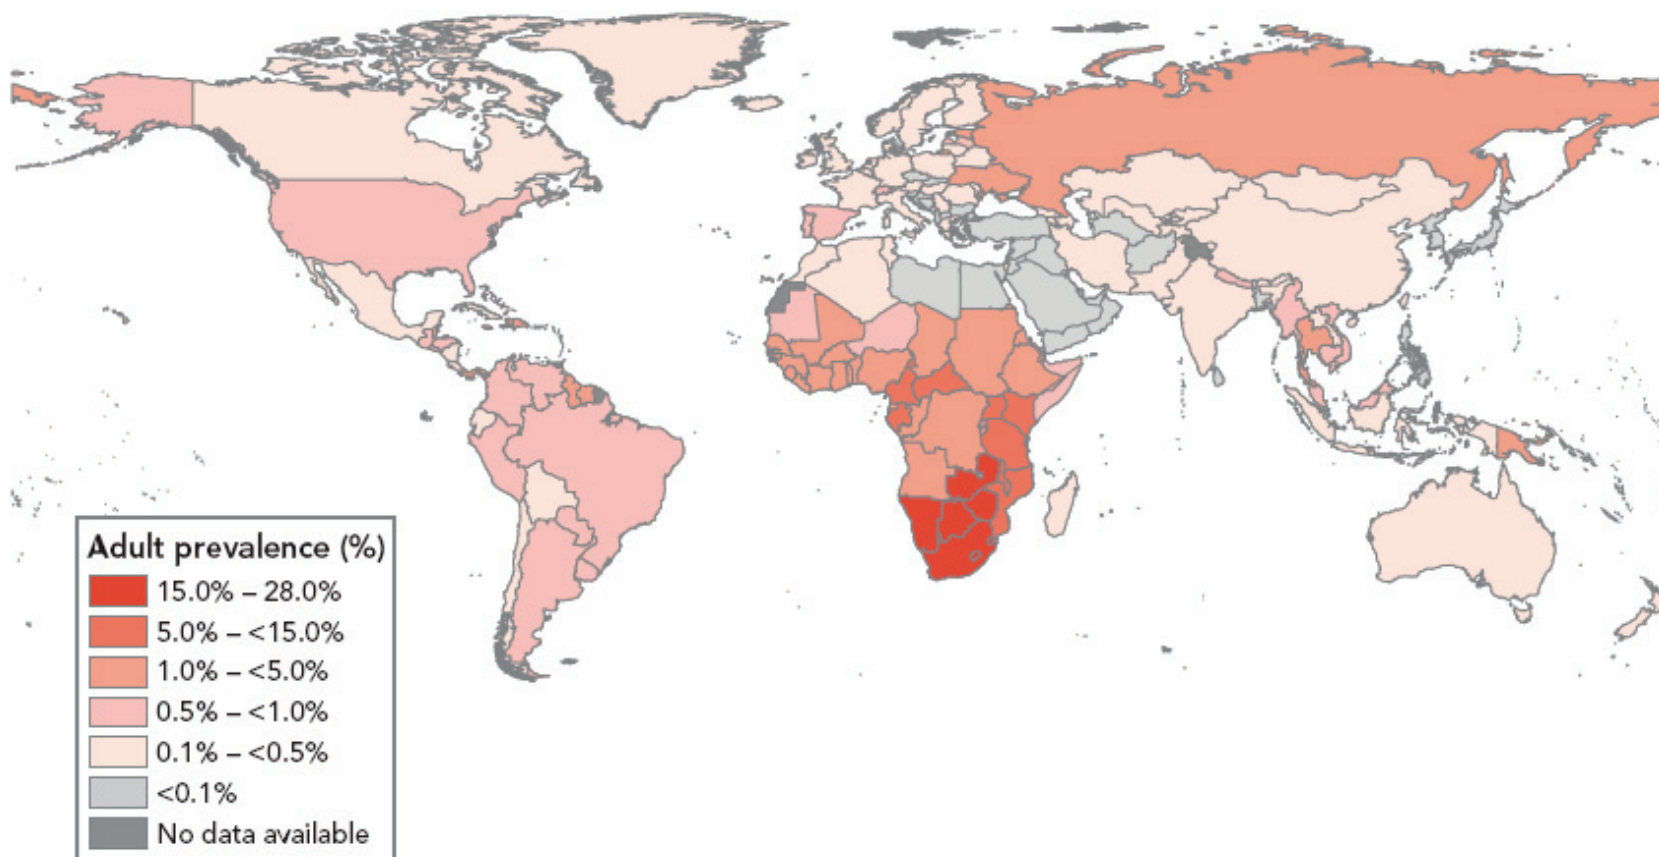 Adult prevalence (%)
15.0% – 28.0%
5.0% – <15.0%
1.0% – <5.0%
0.5% – <1.0%
0.1% – <0.5%
<0.1%
No data available